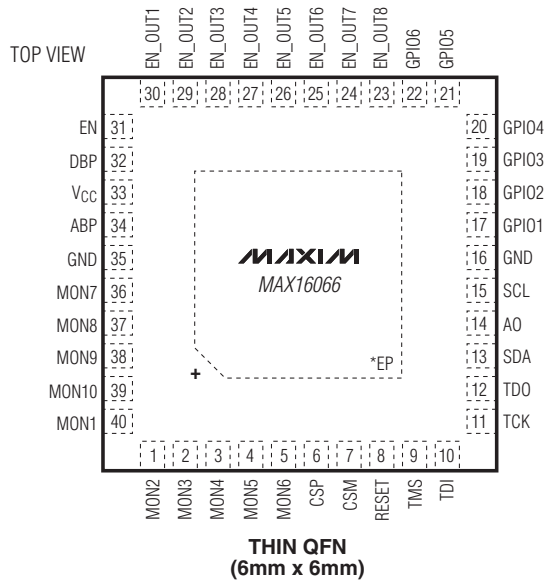 TOP VIEW
EN_OUT1
EN_OUT2
EN_OUT3
EN_OUT4
EN_OUT5
EN_OUT6
EN_OUT7
EN_OUT8
GPIO6
GPIO5
30 29 28 27 26 25 24 23 22 21
EN 31
DBP 32
VCC 33
ABP 34
GND 35
MON7 36
MON8 37
MON9 38
MON10 39
MON1 40
MAXIM
MAX16066
*EP
+
20 GPIO4
19 GPIO3
18 GPIO2
17 GPIO1
16 GND
15 SCL
14 A0
13 SDA
12 TDO
11 TCK
1 2 3 4 5 6 7 8 9 10
MON2
MON3
MON4
MON5
MON6
CSP
CSM
RESET
TMS
TDI
THIN QFN
(6mm x 6mm)